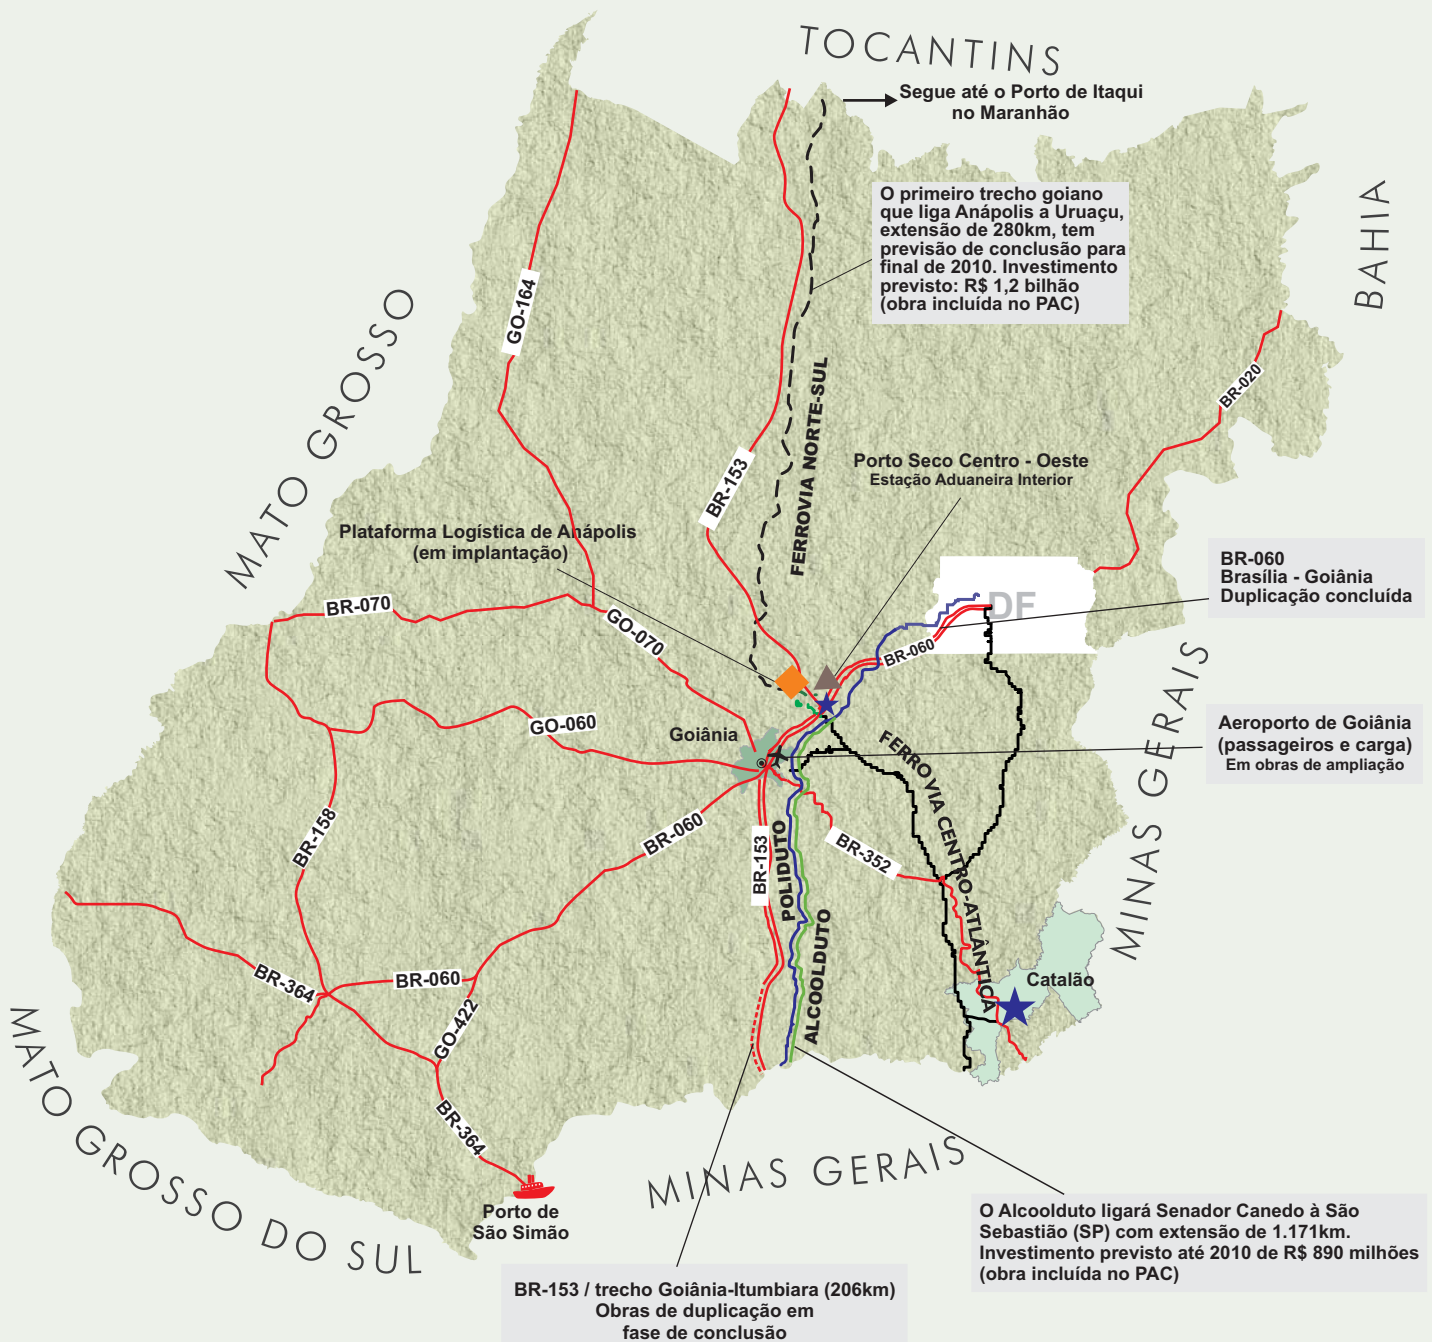 TOCANTINS
Segue até o Porto de Itaqui
no Maranhão
BAHIA
O primeiro trecho goiano
que liga Anápolis a Uruaçu,
extensão de 280km, tem
previsão de conclusão para
final de 2010. Investimento
previsto: R$ 1,2 bilhão
(obra incluída no PAC)
GO-164
MATO GROSSO
BR-020
FERROVIA NORTE-SUL
BR-153
Porto Seco Centro - Oeste
Estação Aduaneira Interior
Plataforma Logística de Anápolis
(em implantação)
BR-060
Brasília - Goiânia
Duplicação concluída
DF
BR-070
GO-070
BR-060
MINAS GERAIS
GO-060
Goiânia
Aeroporto de Goiânia
(passageiros e carga)
Em obras de ampliação
FERROVIA CENTRO-ATLÂNTICA
BR-158
BR-060
BR-153
POLIDUTO
BR-352
ALCOOLDUTO
BR-364
BR-060
Catalão
GO-422
MATO GROSSO DO SUL
BR-364
MINAS GERAIS
Porto de
São Simão
O Alcoolduto ligará Senador Canedo à São
Sebastião (SP) com extensão de 1.171km.
Investimento previsto até 2010 de R$ 890 milhões
(obra incluída no PAC)
BR-153 / trecho Goiânia-Itumbiara (206km)
Obras de duplicação em
fase de conclusão